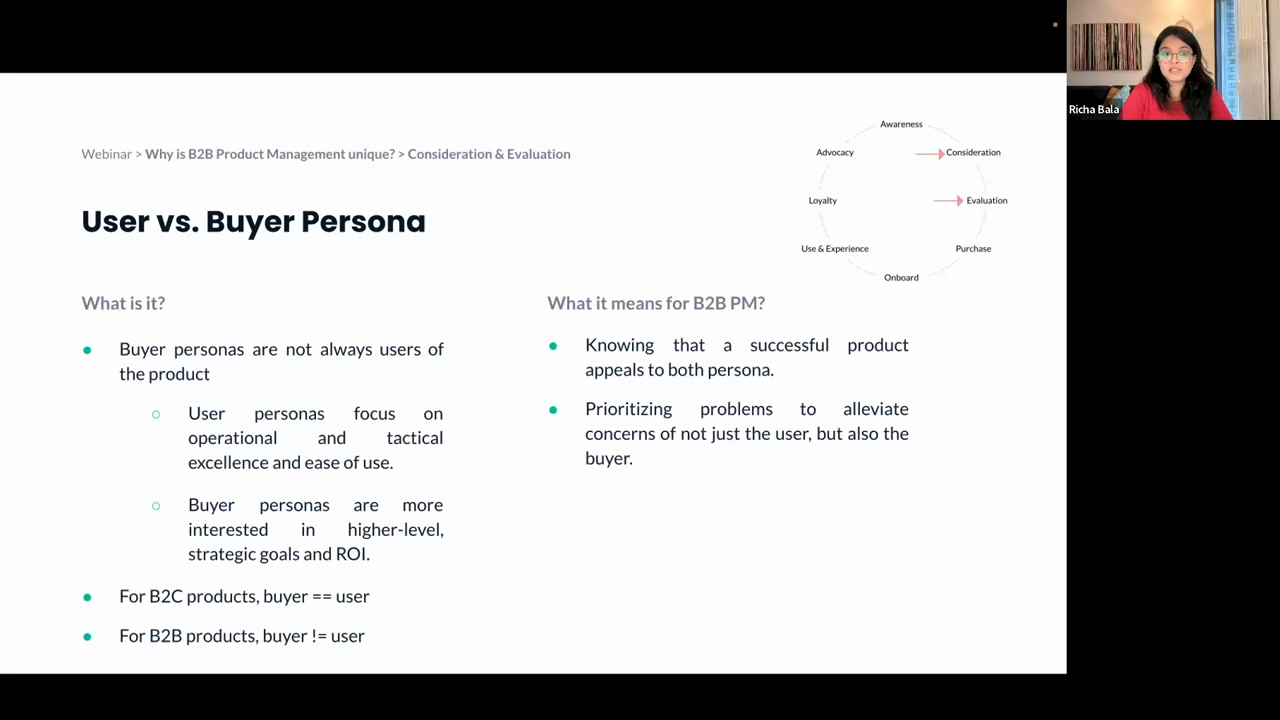 Richa Bala
Webinar > Why is B2B Product Management unique? > Consideration & Evaluation
User vs. Buyer Persona
Awareness
Advocacy
Consideration
Loyalty
Evaluation
Use & Experience
Purchase
Onboard
What is it?
Buyer personas are not always users of
the product
User personas focus on
operational and tactical
excellence and ease of use.
Buyer personas are more
interested in higher-level,
strategic goals and ROI.
For B2C products, buyer == user
For B2B products, buyer != user
What it means for B2B PM?
Knowing that a successful product
appeals to both persona.
Prioritizing problems to alleviate
concerns of not just the user, but also the
buyer.